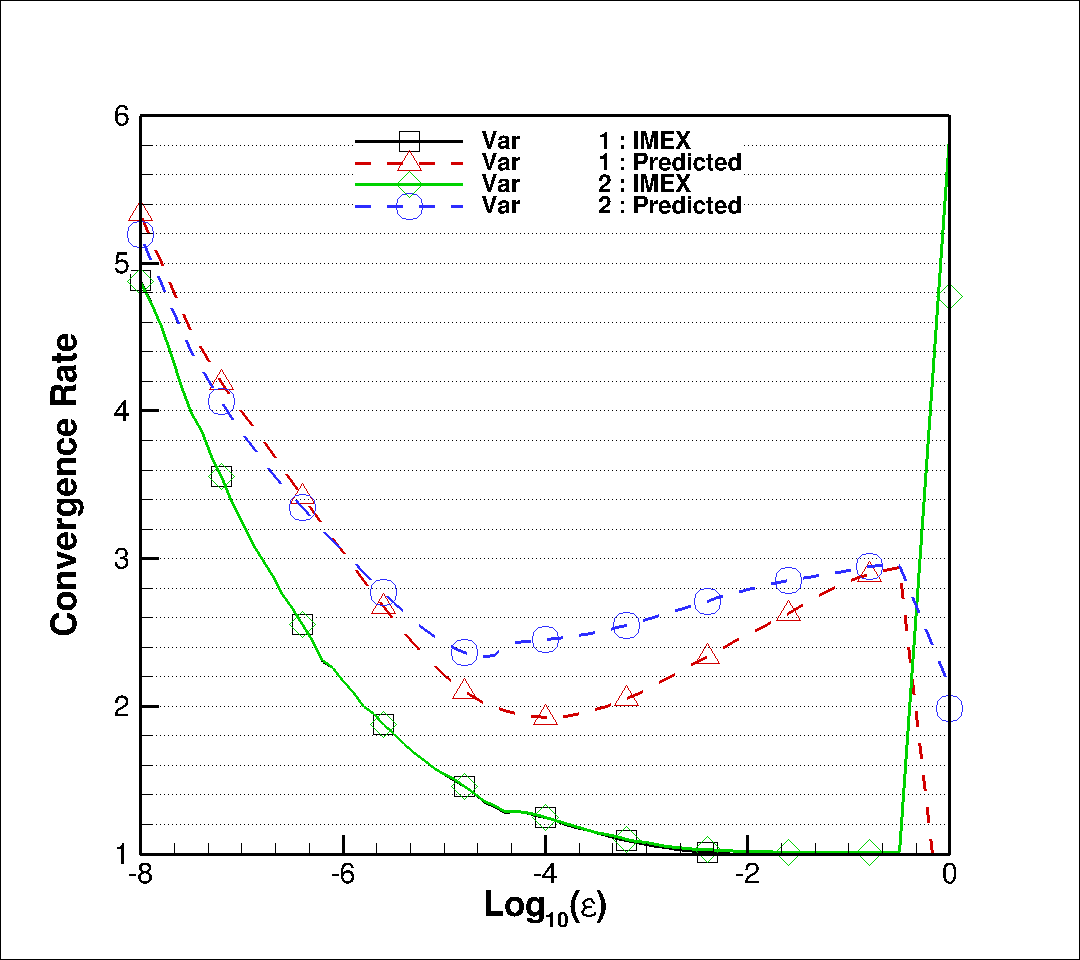 6
Var 1 : IMEX
Var 1 : Predicted
Var 2 : IMEX
Var 2 : Predicted
5
4
3
2
1
Convergence Rate
-8 -6 -4 -2 0
Log10(ε)